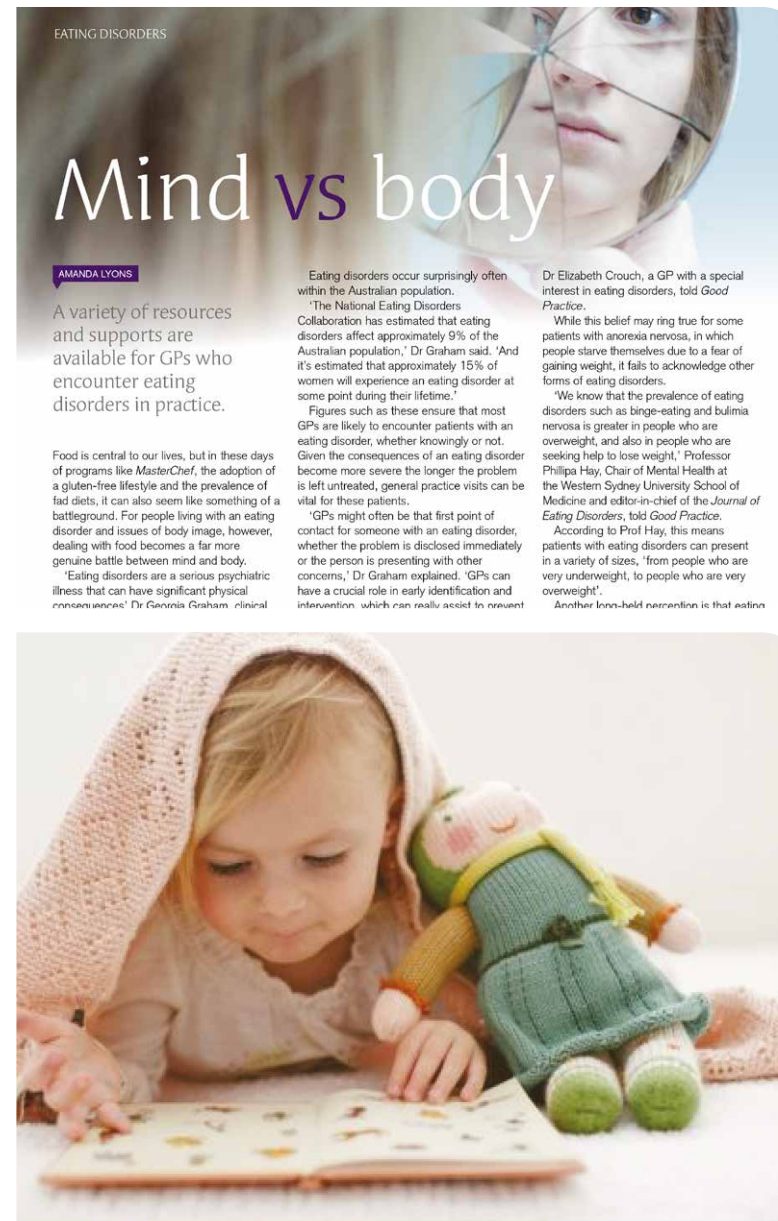 EATING DISORDERS
Mind vs body
AMANDA LYONS
A variety of resources
and supports are
available for GPs who
encounter eating
disorders in practice.
Food is central to our lives, but in these days
of programs like MasterChef, the adoption of
a gluten-free lifestyle and the prevalence of
fad diets, it can also seem like something of a
battleground. For people living with an eating
disorder and issues of body image, however,
dealing with food becomes a far more
genuine battle between mind and body.
'Eating disorders are a serious psychiatric
illness that can have significant physical
consequences' Dr Georgia Graham, clinical
Eating disorders occur surprisingly often
within the Australian population.
'The National Eating Disorders
Collaboration has estimated that eating
disorders affect approximately 9% of the
Australian population,' Dr Graham said. 'And
it's estimated that approximately 15% of
women will experience an eating disorder at
some point during their lifetime.'
Figures such as these ensure that most
GPs are likely to encounter patients with an
eating disorder, whether knowingly or not.
Given the consequences of an eating disorder
become more severe the longer the problem
is left untreated, general practice visits can be
vital for these patients.
'GPs might often be that first point of
contact for someone with an eating disorder,
whether the problem is disclosed immediately
or the person is presenting with other
concerns,' Dr Graham explained. 'GPs can
have a crucial role in early identification and
intervention, which can really assist to prevent
Dr Elizabeth Crouch, a GP with a special
interest in eating disorders, told Good
Practice.
While this belief may ring true for some
patients with anorexia nervosa, in which
people starve themselves due to a fear of
gaining weight, it fails to acknowledge other
forms of eating disorders.
'We know that the prevalence of eating
disorders such as binge-eating and bulimia
nervosa is greater in people who are
overweight, and also in people who are
seeking help to lose weight,' Professor
Phillipa Hay, Chair of Mental Health at
the Western Sydney University School of
Medicine and editor-in-chief of the Journal of
Eating Disorders, told Good Practice.
According to Prof Hay, this means
patients with eating disorders can present
in a variety of sizes, 'from people who are
very underweight, to people who are very
overweight'.
Another long-held perception is that eating